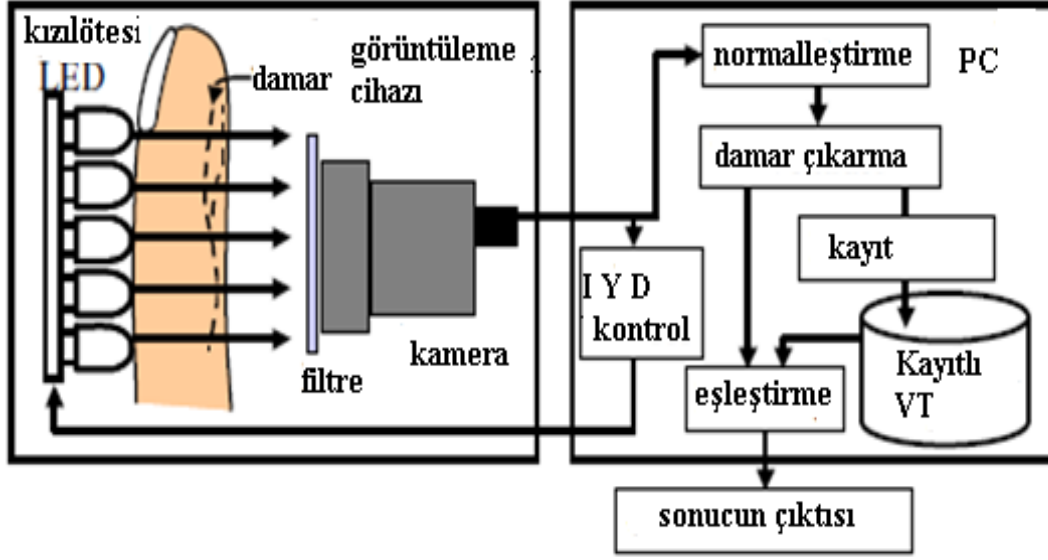 kızılötesi
LED
damar
görüntüleme
cihazı
filtre
kamera
PC
normalleştirme
damar çıkarma
kayıt
I Y D
kontrol
Kayıtlı
VT
eşleştirme
sonucun çıktısı